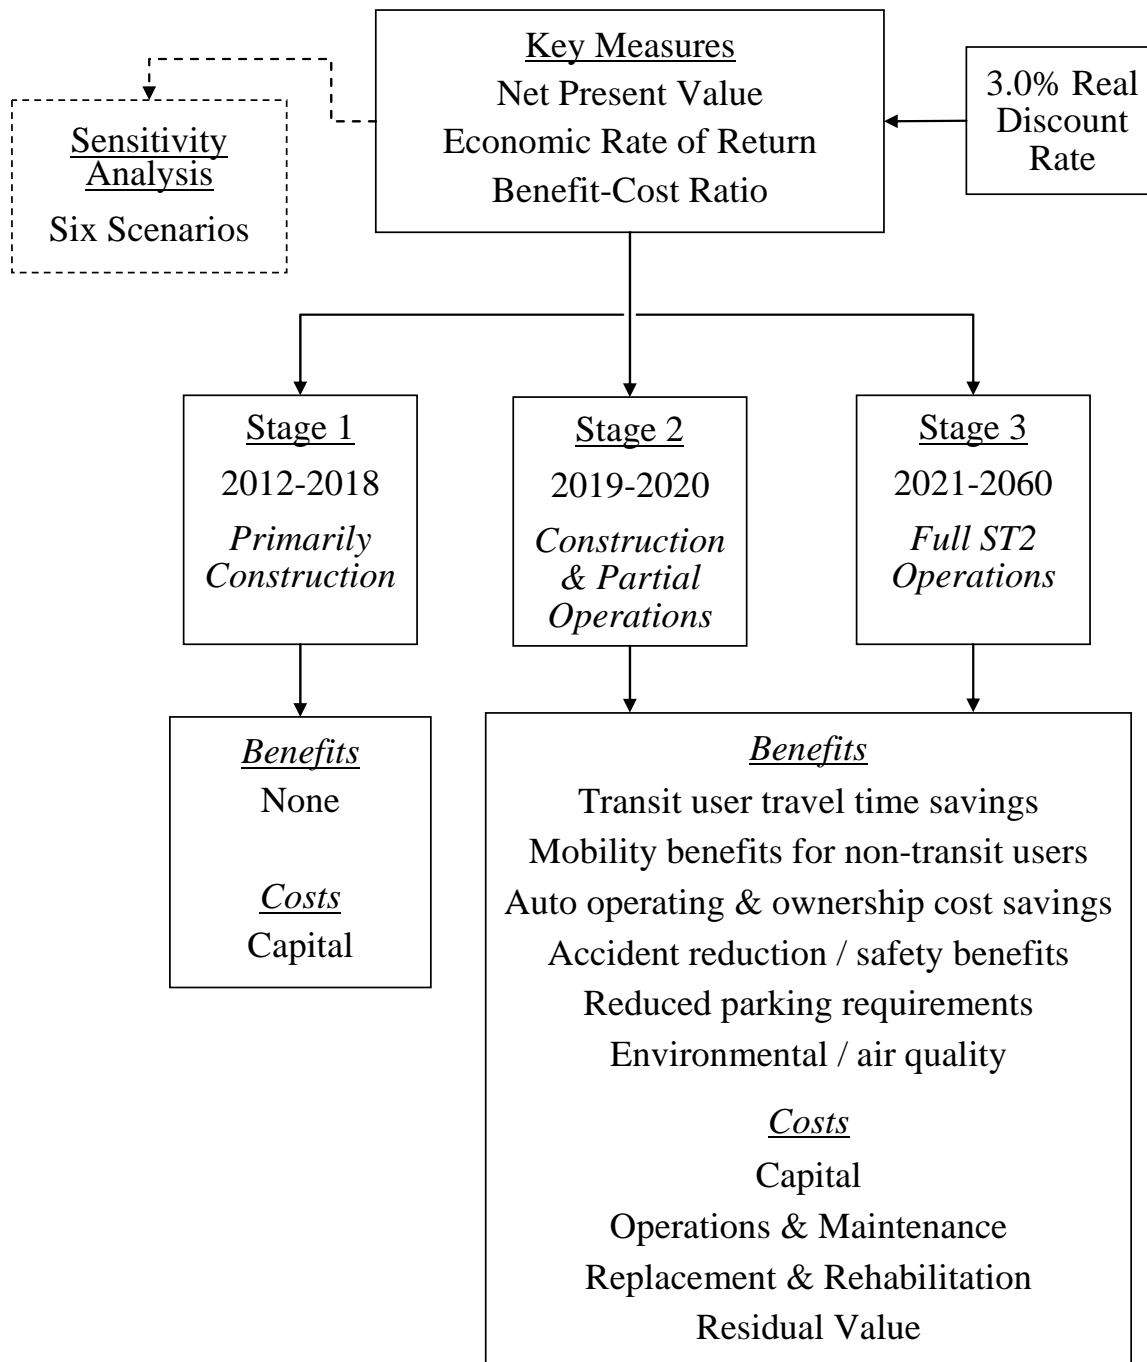 Key Measures
Net Present Value
Economic Rate of Return
Benefit-Cost Ratio
3.0% Real
Discount
Rate
Sensitivity
Analysis
Six Scenarios
Stage 1
2012-2018
Primarily
Construction
Stage 2
2019-2020
Construction
& Partial
Operations
Stage 3
2021-2060
Full ST2
Operations
Benefits
None
Costs
Capital
Benefits
Transit user travel time savings
Mobility benefits for non-transit users
Auto operating & ownership cost savings
Accident reduction / safety benefits
Reduced parking requirements
Environmental / air quality
Costs
Capital
Operations & Maintenance
Replacement & Rehabilitation
Residual Value